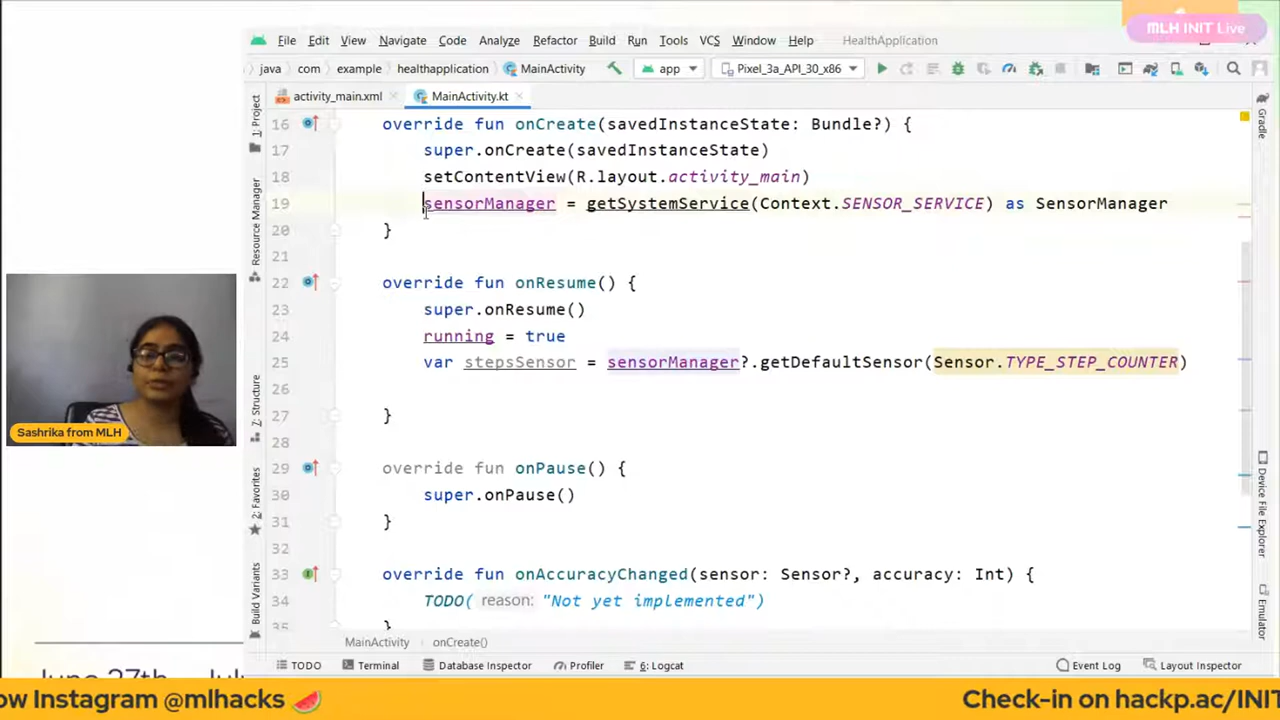 MLH INIT Live
File Edit View Navigate Code Analyze Refactor Build Run Tools VCS Window Help HealthApplication
java com example healthapplication MainActivity app Pixel_3a_API_30_x86
activity_main.xml MainActivity.kt
16 override fun onCreate(savedInstanceState: Bundle?) {
17 super.onCreate(savedInstanceState)
18 setContentView(R.layout.activity_main)
19 sensorManager = getSystemService(Context.SENSOR_SERVICE) as SensorManager
20 }
21
22 override fun onResume() {
23 super.onResume()
24 running = true
25 var stepsSensor = sensorManager?.getDefaultSensor(Sensor.TYPE_STEP_COUNTER)
26
27 }
28
29 override fun onPause() {
30 super.onPause()
31 }
32
33 override fun onAccuracyChanged(sensor: Sensor?, accuracy: Int) {
34 TODO( reason: "Not yet implemented")
35 }
MainActivity onCreate()
TODO Terminal Database Inspector Profiler 6: Logcat Event Log Layout Inspector
1: Project
Resource Manager
7: Structure
2: Favorites
Build Variants
Gradle
Device File Explorer
Emulator
Sashrika from MLH
ow Instagram @mlhacks 🍉 Check-in on hackp.ac/INIT